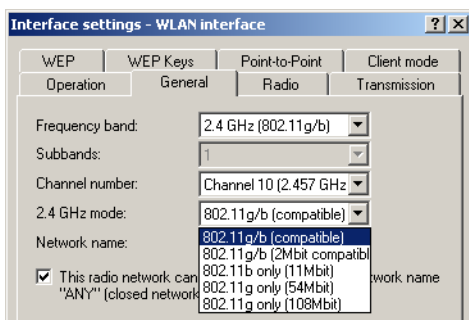 Interface settings - WLAN interface
WEP WEP Keys Point-to-Point Client mode
Operation General Radio Transmission
Frequency band: 2.4 GHz (802.11g/b)
Subbands: 1
Channel number: Channel 10 (2.457 GHz
2.4 GHz mode: 802.11g/b (compatible)
Network name:
802.11g/b (compatible)
802.11g/b (2Mbit compatibl
802.11b only (11Mbit)
802.11g only (54Mbit)
802.11g only (108Mbit)
This radio network can work name
"ANY" (closed network